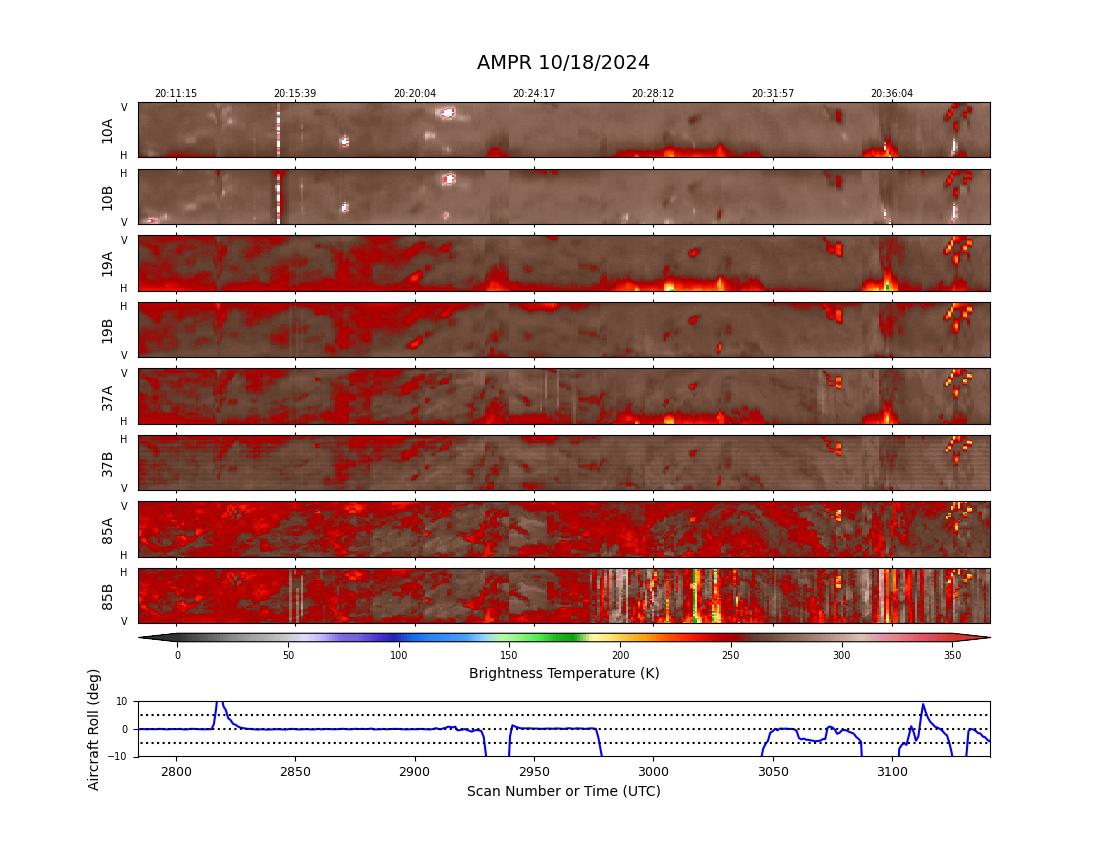 AMPR 10/18/2024
20:11:15 20:15:39 20:20:04 20:24:17 20:28:12 20:31:57 20:36:04
V
10A
H
H
10B
V
V
19A
H
H
19B
V
V
37A
H
H
37B
V
V
85A
H
H
85B
V
0 50 100 150 200 250 300 350
Brightness Temperature (K)
Aircraft Roll (deg)
10
0
−10
2800 2850 2900 2950 3000 3050 3100
Scan Number or Time (UTC)